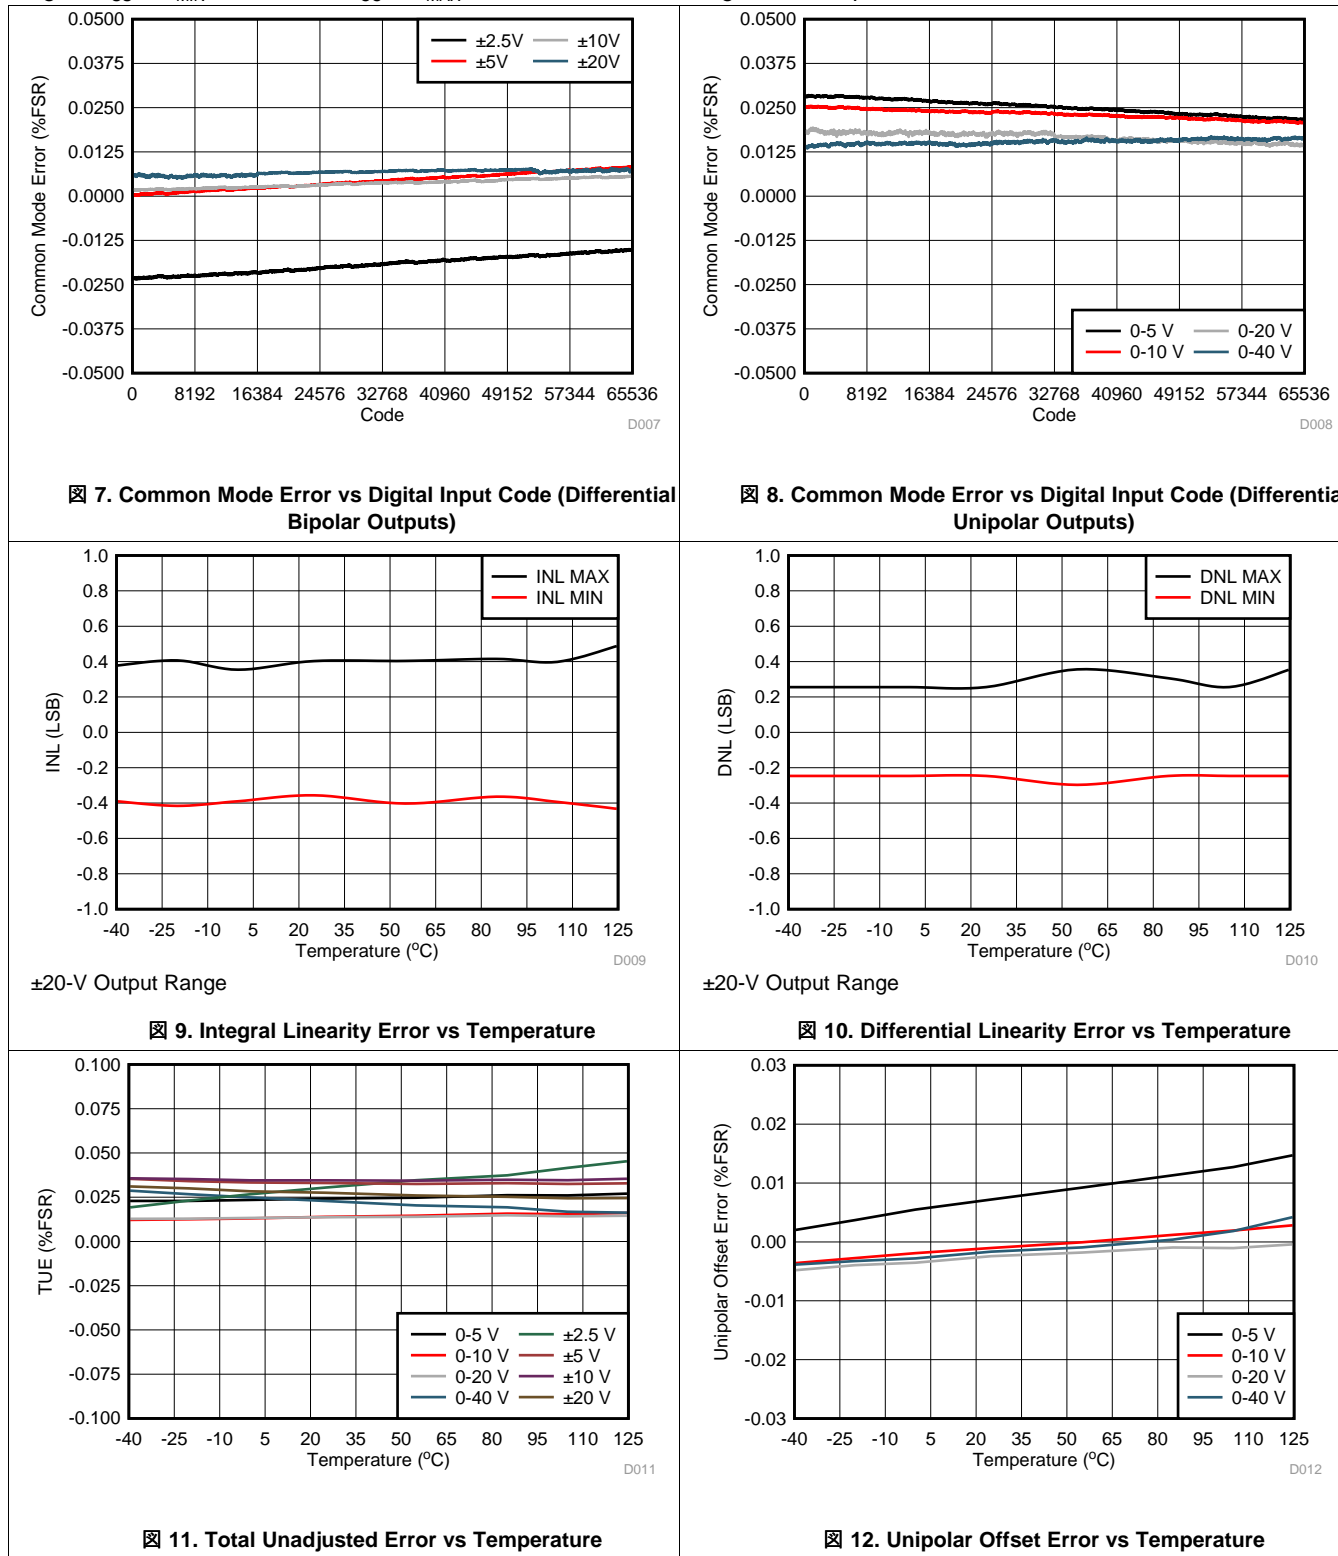 0.0500
0.0375
0.0250
0.0125
0.0000
-0.0125
-0.0250
-0.0375
-0.0500
Common Mode Error (%FSR)
±2.5V ±10V
±5V ±20V
0 8192 16384 24576 32768 40960 49152 57344 65536
Code
D007
図 7. Common Mode Error vs Digital Input Code (Differential
Bipolar Outputs)
0.0500
0.0375
0.0250
0.0125
0.0000
-0.0125
-0.0250
-0.0375
-0.0500
Common Mode Error (%FSR)
0-5 V 0-20 V
0-10 V 0-40 V
0 8192 16384 24576 32768 40960 49152 57344 65536
Code
D008
図 8. Common Mode Error vs Digital Input Code (Differentia
Unipolar Outputs)
1.0
0.8
0.6
0.4
0.2
0.0
-0.2
-0.4
-0.6
-0.8
-1.0
INL (LSB)
INL MAX
INL MIN
-40 -25 -10 5 20 35 50 65 80 95 110 125
Temperature (°C)
D009
±20-V Output Range
図 9. Integral Linearity Error vs Temperature
1.0
0.8
0.6
0.4
0.2
0.0
-0.2
-0.4
-0.6
-0.8
-1.0
DNL (LSB)
DNL MAX
DNL MIN
-40 -25 -10 5 20 35 50 65 80 95 110 125
Temperature (°C)
D010
±20-V Output Range
図 10. Differential Linearity Error vs Temperature
0.100
0.075
0.050
0.025
0.000
-0.025
-0.050
-0.075
-0.100
TUE (%FSR)
0-5 V ±2.5 V
0-10 V ±5 V
0-20 V ±10 V
0-40 V ±20 V
-40 -25 -10 5 20 35 50 65 80 95 110 125
Temperature (°C)
D011
図 11. Total Unadjusted Error vs Temperature
0.03
0.02
0.01
0.00
-0.01
-0.02
-0.03
Unipolar Offset Error (%FSR)
0-5 V
0-10 V
0-20 V
0-40 V
-40 -25 -10 5 20 35 50 65 80 95 110 125
Temperature (°C)
D012
図 12. Unipolar Offset Error vs Temperature